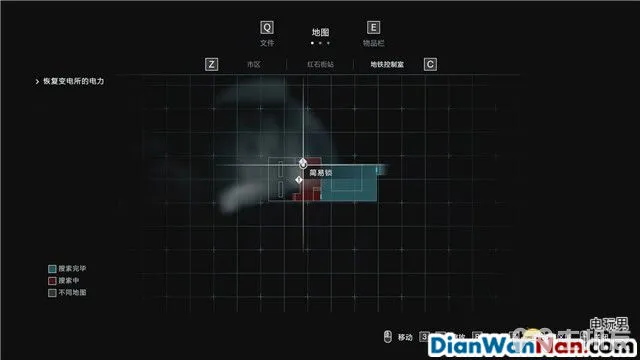 Q E
文件 地图 物品栏
Z 市区 红石街站 地铁控制室 C
恢复变电所的电力
简易锁
搜索完毕
搜索中
不同地图
移动 3
电玩男
DianWanNan.com